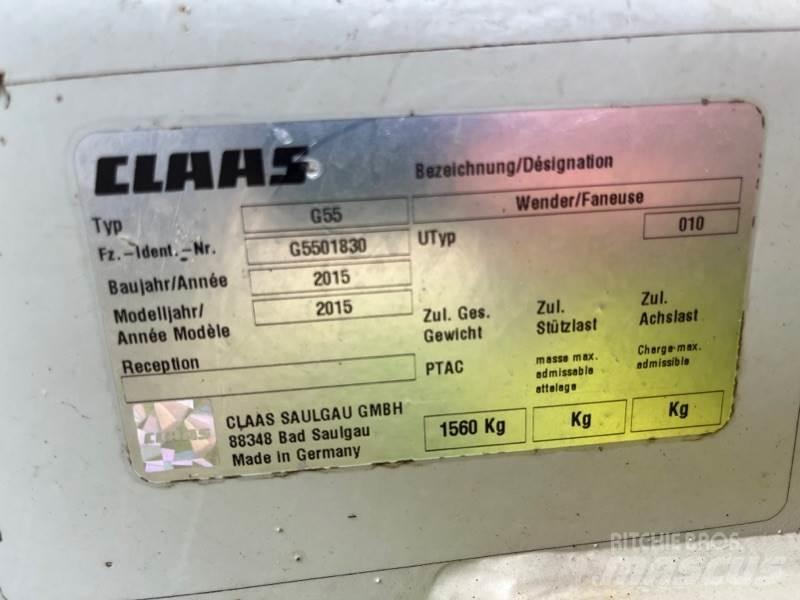 CLAAS
Bezeichnung/Désignation
Typ G55 Wender/Faneuse
Fz.-Ident.-Nr. G5501830 UTyp 010
Baujahr/Année 2015
Modelljahr/ 2015
Année Modèle
Zul. Ges. Zul. Zul.
Gewicht Stützlast Achslast
Reception
PTAC masse max. Charge-max.
admissable admissible
attelage
CLAAS SAULGAU GMBH
88348 Bad Saulgau
Made in Germany
1560 Kg Kg Kg
CLAAS
RITCHIE BROS.
mascus